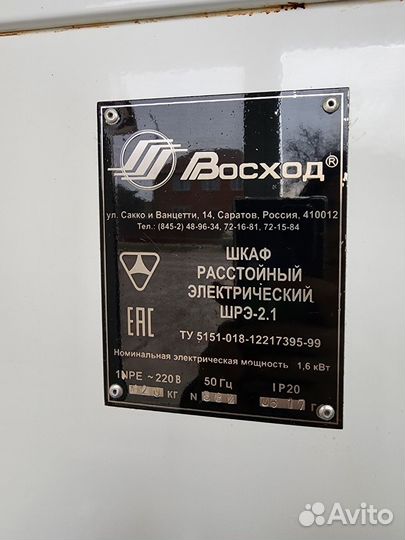 Восход®
ул. Сакко и Ванцетти, 14, Саратов, Россия, 410012
Тел.: (845-2) 48-96-34, 72-16-81, 72-15-84
ШКАФ
РАССТОЙНЫЙ
ЭЛЕКТРИЧЕСКИЙ
ШРЭ-2.1
EAC
ТУ 5151-018-12217395-99
Номинальная электрическая мощность 1,6 кВт
1NPE ~220 В 50 Гц IP20
кг N г
Avito